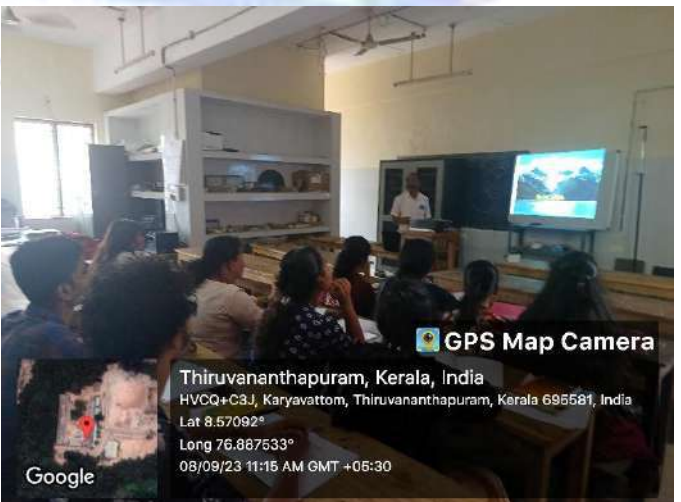 GPS Map Camera
Thiruvananthapuram, Kerala, India
HVCQ+C3J, Karyavattom, Thiruvananthapuram, Kerala 695581, India
Lat 8.57092°
Long 76.887533°
08/09/23 11:15 AM GMT +05:30
Google